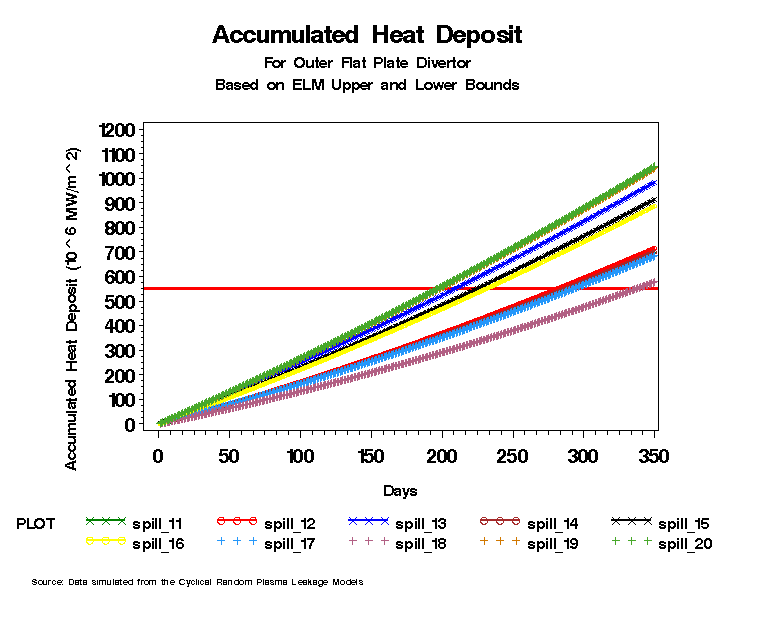 Accumulated Heat Deposit
For Outer Flat Plate Divertor
Based on ELM Upper and Lower Bounds
Accumulated Heat Deposit (10^6 MW/m^2)
1200
1100
1000
900
800
700
600
500
400
300
200
100
0
0 50 100 150 200 250 300 350
Days
PLOT spill_11 spill_12 spill_13 spill_14 spill_15
spill_16 spill_17 spill_18 spill_19 spill_20
Source: Data simulated from the Cyclical Random Plasma Leakage Models